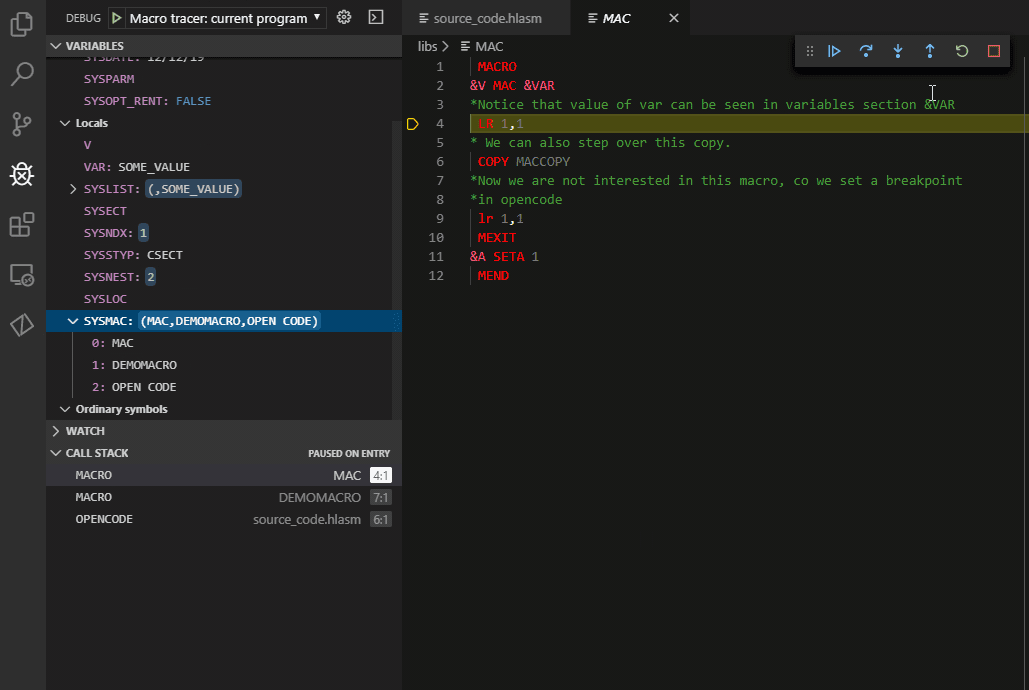 DEBUG Macro tracer: current program
VARIABLES
SYSDATE: 12/12/19
SYSPARM
SYSOPT_RENT: FALSE
Locals
V
VAR: SOME_VALUE
SYSLIST: (,SOME_VALUE)
SYSECT
SYSNDX: 1
SYSSTYP: CSECT
SYSNEST: 2
SYSLOC
SYSMAC: (MAC,DEMOMACRO,OPEN CODE)
0: MAC
1: DEMOMACRO
2: OPEN CODE
Ordinary symbols
WATCH
CALL STACK PAUSED ON ENTRY
MACRO MAC 4:1
MACRO DEMOMACRO 7:1
OPENCODE source_code.hlasm 6:1
source_code.hlasm MAC
libs > MAC
1 MACRO
2 &V MAC &VAR
3 *Notice that value of var can be seen in variables section &VAR
4 LR 1,1
5 * We can also step over this copy.
6 COPY MACCOPY
7 *Now we are not interested in this macro, co we set a breakpoint
8 *in opencode
9 lr 1,1
10 MEXIT
11 &A SETA 1
12 MEND